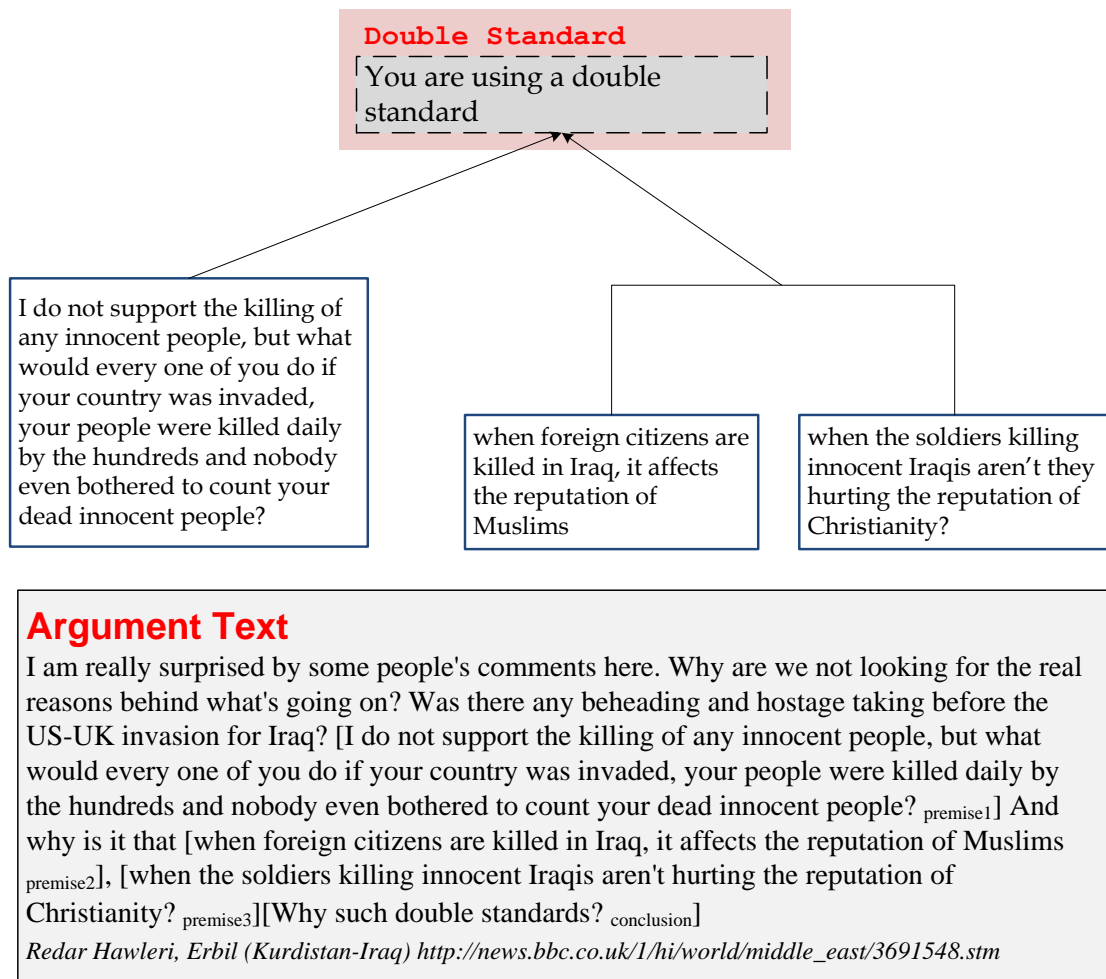 Double Standard
You are using a double
standard
I do not support the killing of
any innocent people, but what
would every one of you do if
your country was invaded,
your people were killed daily
by the hundreds and nobody
even bothered to count your
dead innocent people?
when foreign citizens are
killed in Iraq, it affects
the reputation of
Muslims
when the soldiers killing
innocent Iraqis aren’t they
hurting the reputation of
Christianity?
Argument Text
I am really surprised by some people's comments here. Why are we not looking for the real
reasons behind what's going on? Was there any beheading and hostage taking before the
US-UK invasion for Iraq? [I do not support the killing of any innocent people, but what
would every one of you do if your country was invaded, your people were killed daily by
the hundreds and nobody even bothered to count your dead innocent people? premise1] And
why is it that [when foreign citizens are killed in Iraq, it affects the reputation of Muslims
premise2], [when the soldiers killing innocent Iraqis aren't hurting the reputation of
Christianity? premise3][Why such double standards? conclusion]
Redar Hawleri, Erbil (Kurdistan-Iraq) http://news.bbc.co.uk/1/hi/world/middle_east/3691548.stm